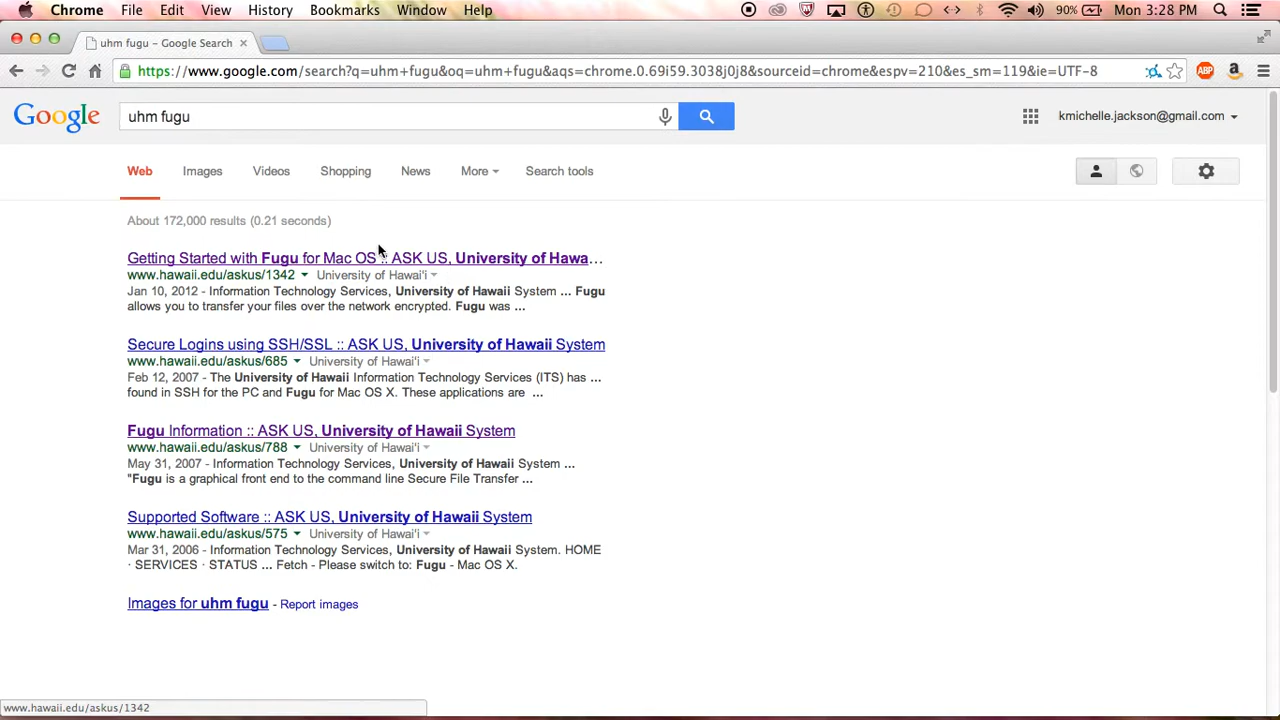 Chrome File Edit View History Bookmarks Window Help 90% Mon 3:28 PM
uhm fugu - Google Search
https://www.google.com/search?q=uhm+fugu&oq=uhm+fugu&aqs=chrome.0.69i59.3038j0j8&sourceid=chrome&espv=210&es_sm=119&ie=UTF-8 ABP
Google uhm fugu kmichelle.jackson@gmail.com
Web Images Videos Shopping News More Search tools
About 172,000 results (0.21 seconds)
Getting Started with Fugu for Mac OS :: ASK US, University of Hawa...
www.hawaii.edu/askus/1342 University of Hawai'i
Jan 10, 2012 - Information Technology Services, University of Hawaii System ... Fugu
allows you to transfer your files over the network encrypted. Fugu was ...
Secure Logins using SSH/SSL :: ASK US, University of Hawaii System
www.hawaii.edu/askus/685 University of Hawai'i
Feb 12, 2007 - The University of Hawaii Information Technology Services (ITS) has ...
found in SSH for the PC and Fugu for Mac OS X. These applications are ...
Fugu Information :: ASK US, University of Hawaii System
www.hawaii.edu/askus/788 University of Hawai'i
May 31, 2007 - Information Technology Services, University of Hawaii System ...
"Fugu is a graphical front end to the command line Secure File Transfer ...
Supported Software :: ASK US, University of Hawaii System
www.hawaii.edu/askus/575 University of Hawai'i
Mar 31, 2006 - Information Technology Services, University of Hawaii System. HOME
· SERVICES · STATUS ... Fetch - Please switch to: Fugu - Mac OS X.
Images for uhm fugu - Report images
www.hawaii.edu/askus/1342